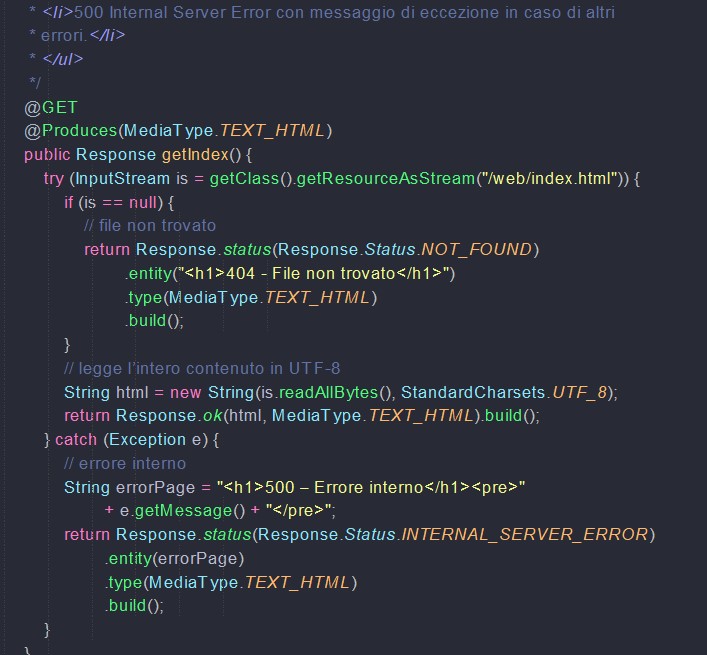 * <li>500 Internal Server Error con messaggio di eccezione in caso di altri
* errori.</li>
* </ul>
*/
@GET
@Produces(MediaType.TEXT_HTML)
public Response getIndex() {
try (InputStream is = getClass().getResourceAsStream("/web/index.html")) {
if (is == null) {
// file non trovato
return Response.status(Response.Status.NOT_FOUND)
.entity("<h1>404 - File non trovato</h1>")
.type(MediaType.TEXT_HTML)
.build();
}
// legge l'intero contenuto in UTF-8
String html = new String(is.readAllBytes(), StandardCharsets.UTF_8);
return Response.ok(html, MediaType.TEXT_HTML).build();
} catch (Exception e) {
// errore interno
String errorPage = "<h1>500 – Errore interno</h1><pre>"
+ e.getMessage() + "</pre>";
return Response.status(Response.Status.INTERNAL_SERVER_ERROR)
.entity(errorPage)
.type(MediaType.TEXT_HTML)
.build();
}
}